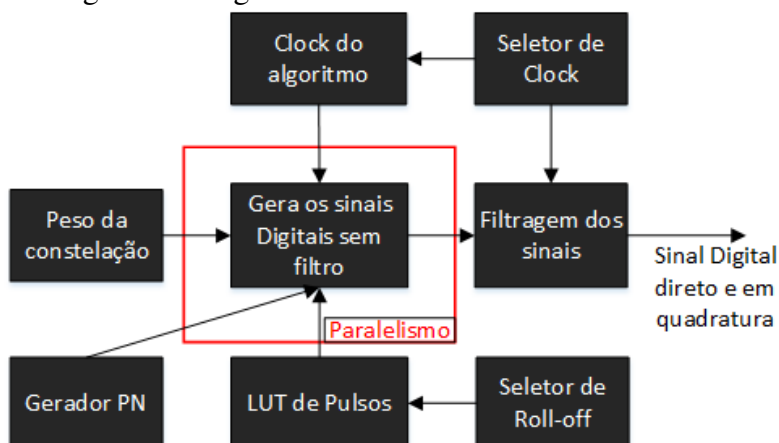 Clock do
algoritmo
Seletor de
Clock
Peso da
constelação
Gera os sinais
Digitais sem
filtro
Filtragem dos
sinais
Sinal Digital
direto e em
quadratura
Paralelismo
Gerador PN
LUT de Pulsos
Seletor de
Roll-off